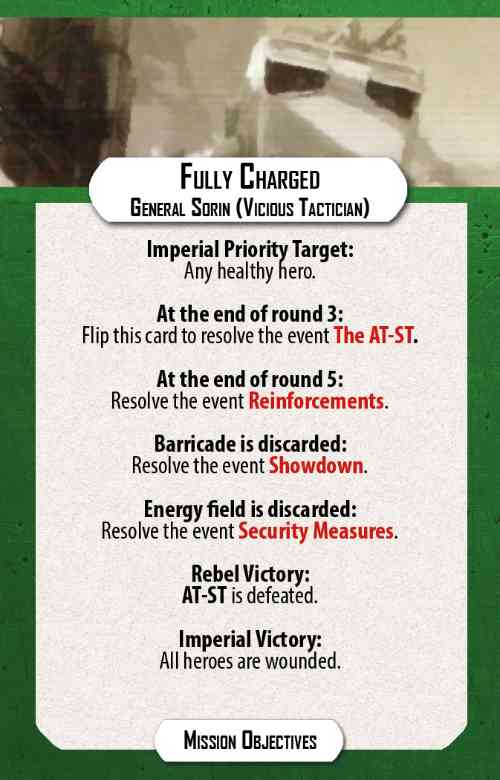 Fully Charged
General Sorin (Vicious Tactician)
Imperial Priority Target:
Any healthy hero.
At the end of round 3:
Flip this card to resolve the event The AT-ST.
At the end of round 5:
Resolve the event Reinforcements.
Barricade is discarded:
Resolve the event Showdown.
Energy field is discarded:
Resolve the event Security Measures.
Rebel Victory:
AT-ST is defeated.
Imperial Victory:
All heroes are wounded.
Mission Objectives